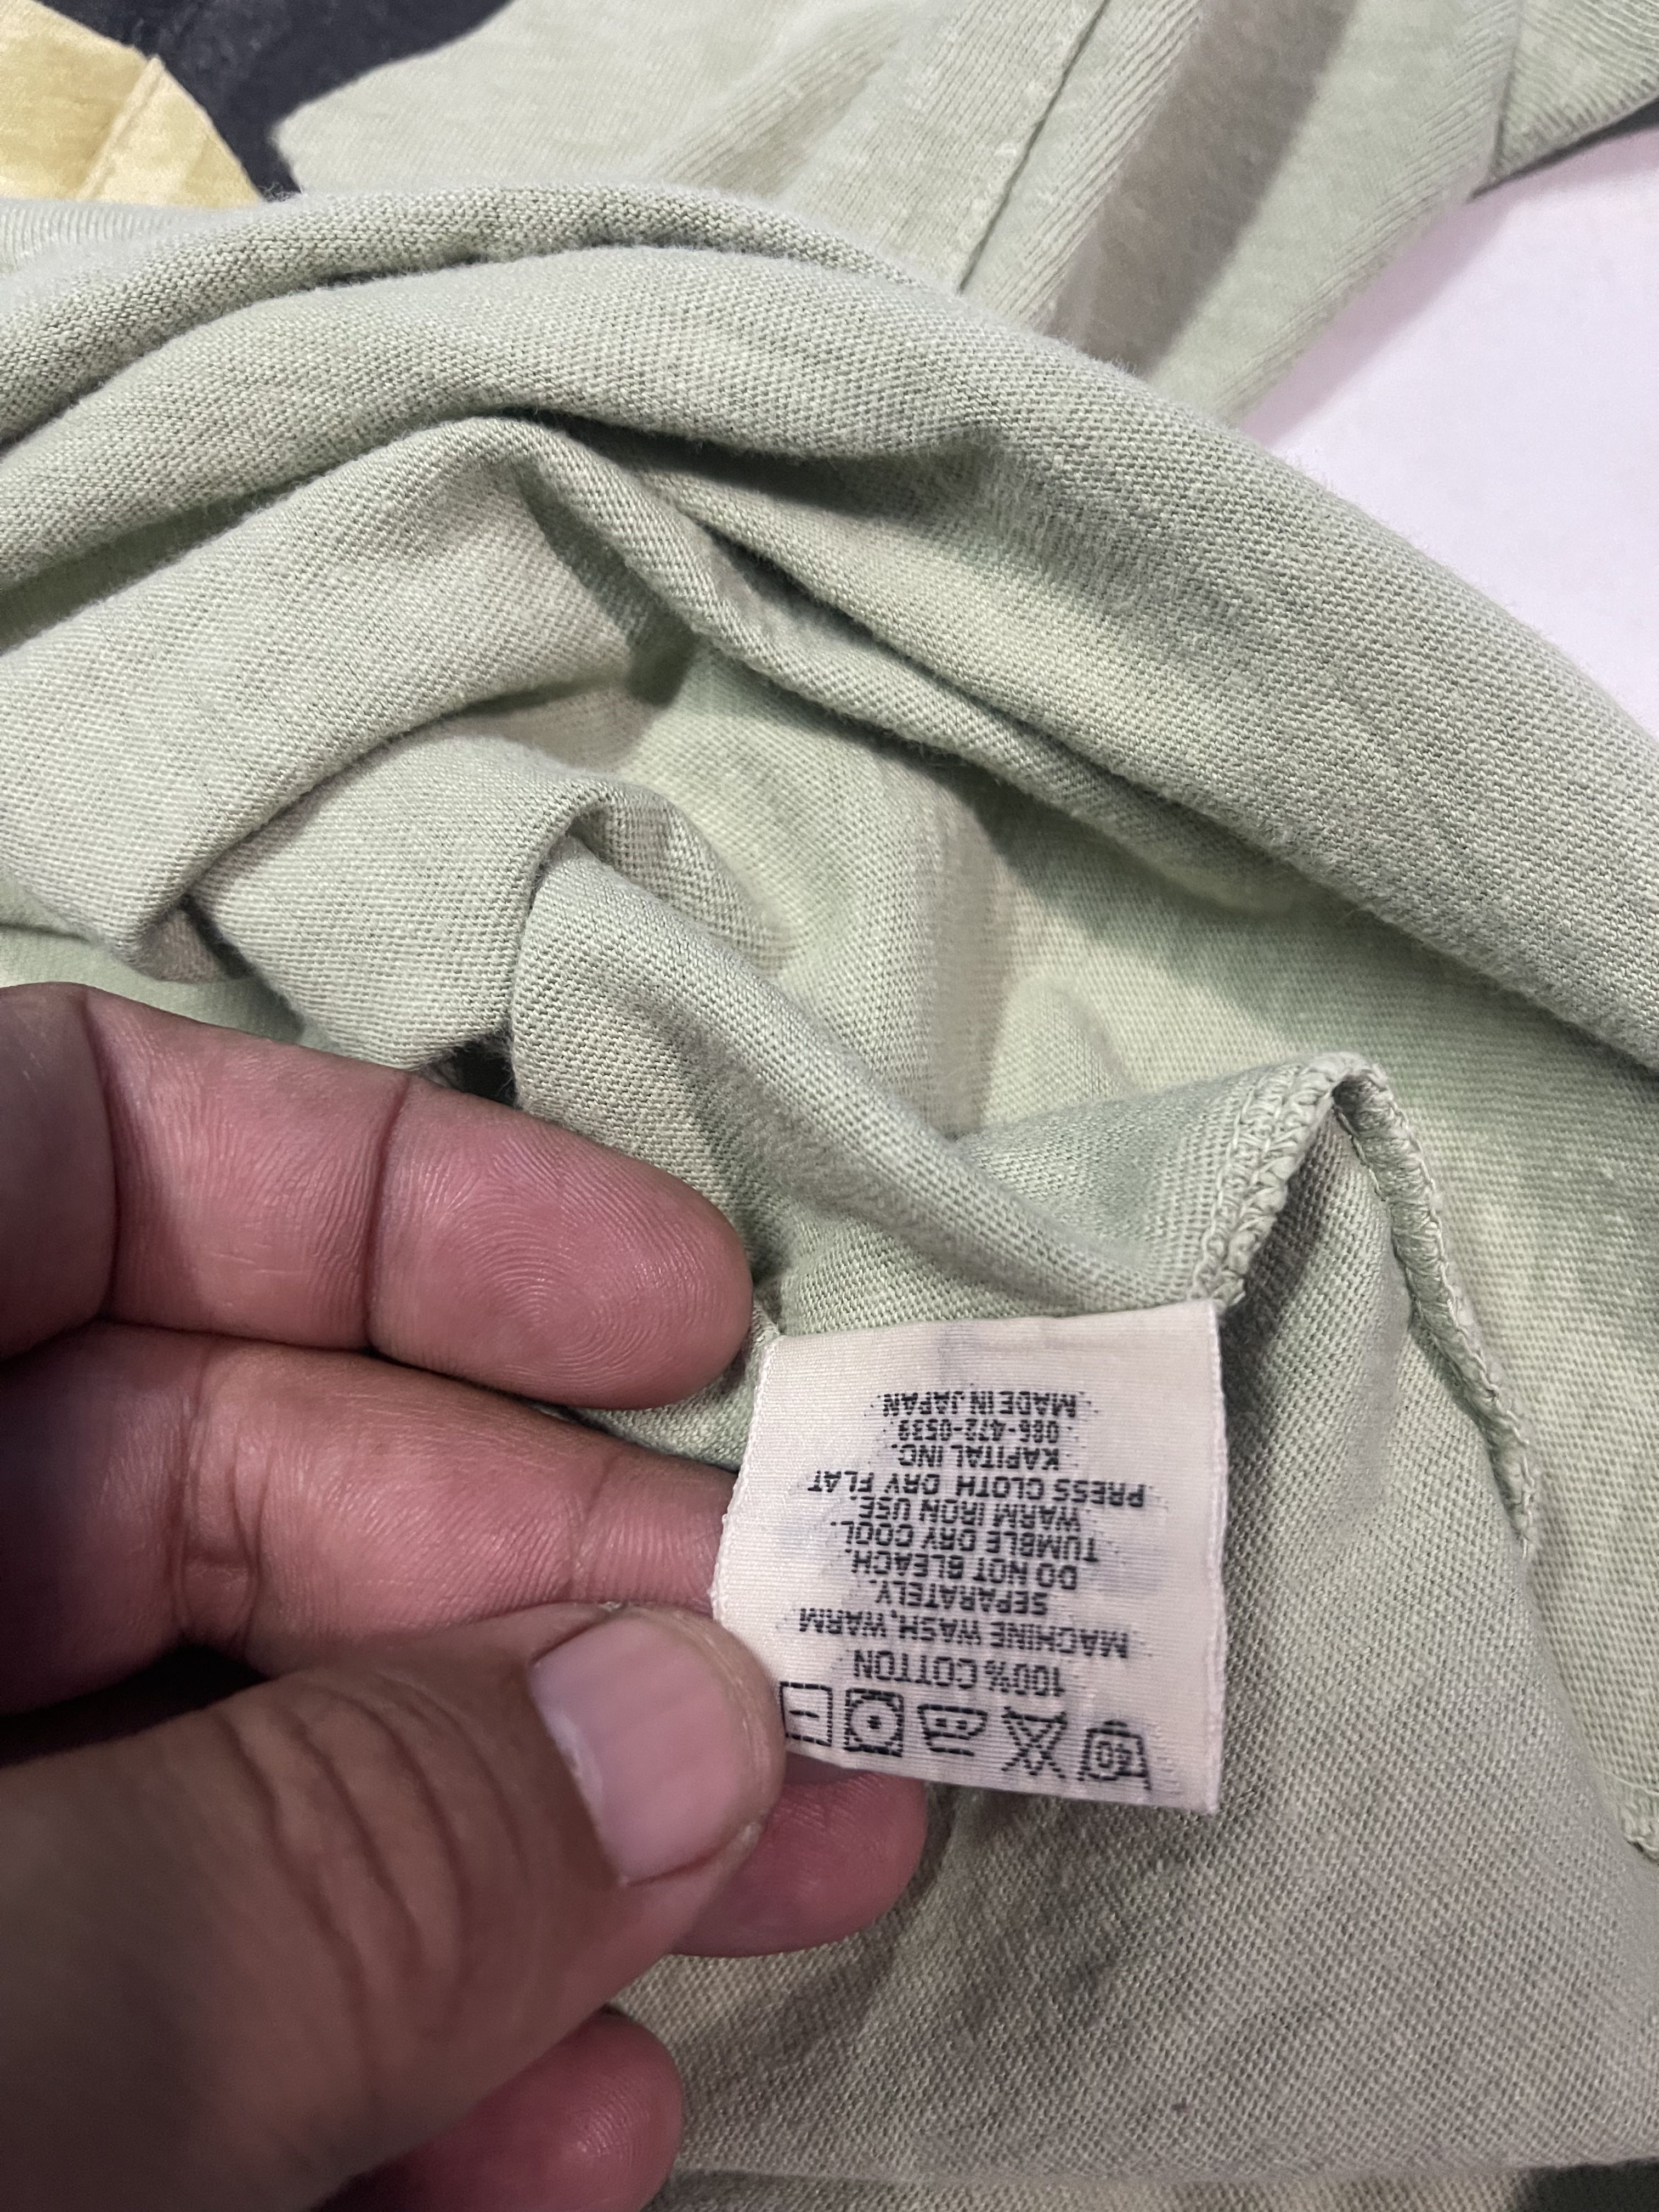 40
100% COTTON
MACHINE WASH, WARM
SEPARATELY.
DO NOT BLEACH.
TUMBLE DRY COOL.
WARM IRON USE
PRESS CLOTH DRY FLAT
KAPITAL INC.
086-472-0539
MADE IN JAPAN